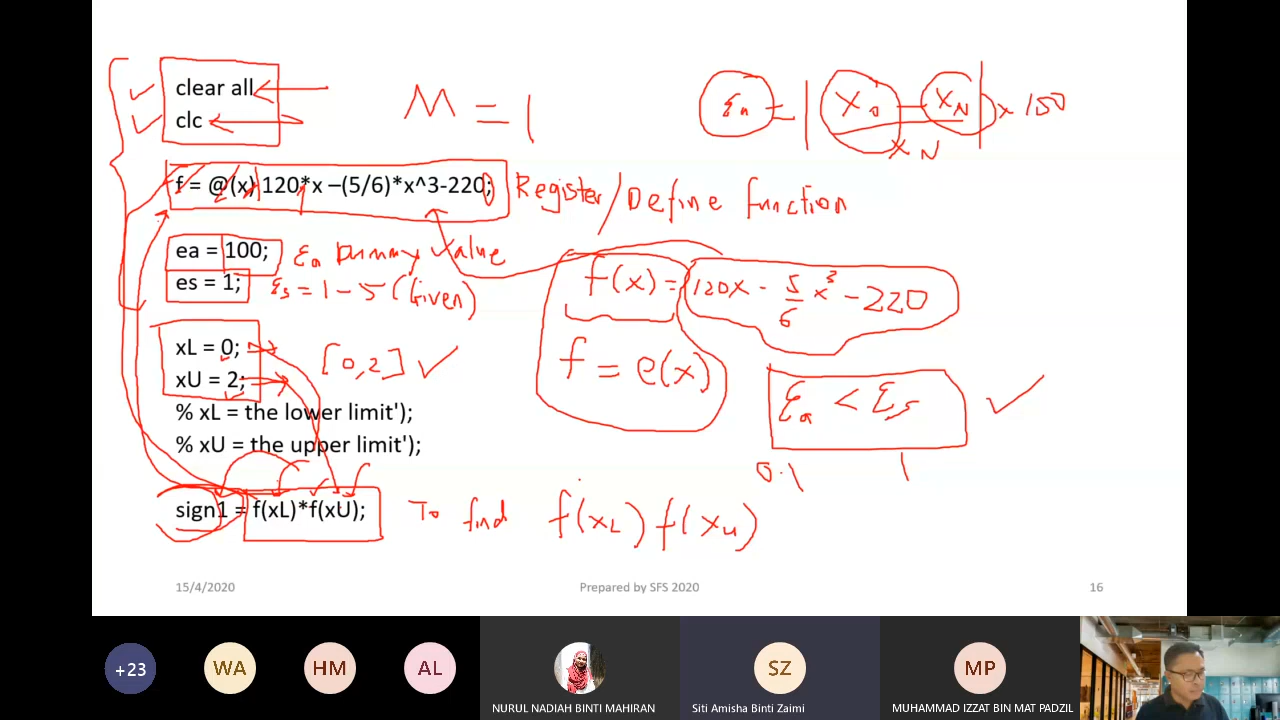 clear all
clc
M = 1
εa = | XO - XN | x 100
XN
f = @(x) 120*x –(5/6)*x^3-220;
Register/Define function
ea = 100;
εa Dummy Value
es = 1;
εs = 1 - 5 (Given)
f(x) = 120x - 5/6 x^3 - 220
f = @(x)
xL = 0;
xU = 2;
[0,2] ✓
εa < εs ✓
0.1
1
% xL = the lower limit');
% xU = the upper limit');
sign1 = f(xL)*f(xU);
To find f(xL) f(xu)
15/4/2020
Prepared by SFS 2020
16
+23
WA
HM
AL
SZ
MP
NURUL NADIAH BINTI MAHIRAN
Siti Amisha Binti Zaimi
MUHAMMAD IZZAT BIN MAT PADZIL